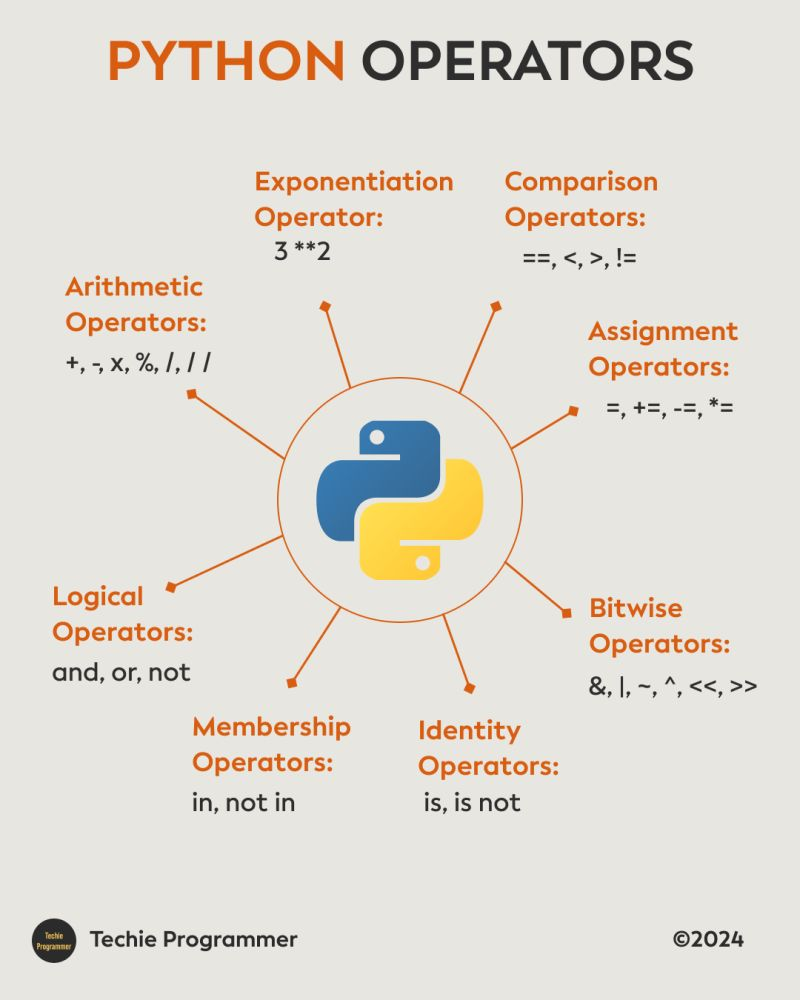 PYTHON OPERATORS
Exponentiation
Operator:
3 **2
Comparison
Operators:
==, <, >, !=
Arithmetic
Operators:
+, -, x, %, /, / /
Assignment
Operators:
=, +=, -=, *=
Logical
Operators:
and, or, not
Bitwise
Operators:
&, |, ~, ^, <<, >>
Membership
Operators:
in, not in
Identity
Operators:
is, is not
Techie
Programmer
Techie Programmer
©2024